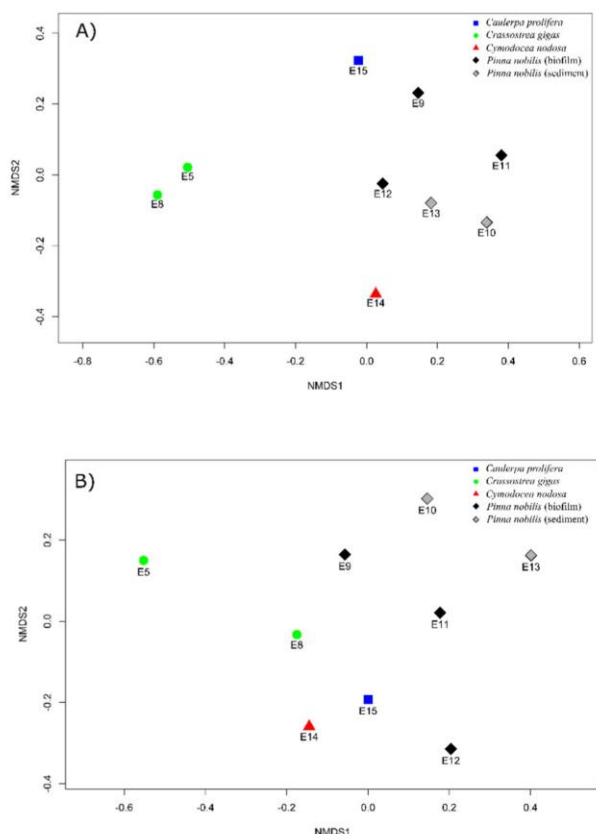 A)
Caulerpa prolifera
Crassostrea gigas
Cymodocea nodosa
Pinna nobilis (biofilm)
Pinna nobilis (sediment)
E15
E9
E11
E5
E8
E12
E13
E10
E14
NMDS2
0.4
0.2
0.0
-0.2
-0.4
-0.8 -0.6 -0.4 -0.2 0.0 0.2 0.4 0.6
NMDS1
B)
Caulerpa prolifera
Crassostrea gigas
Cymodocea nodosa
Pinna nobilis (biofilm)
Pinna nobilis (sediment)
E10
E9
E13
E5
E11
E8
E15
E14
E12
NMDS2
0.2
0.0
-0.2
-0.4
-0.6 -0.4 -0.2 0.0 0.2 0.4
NMDS1